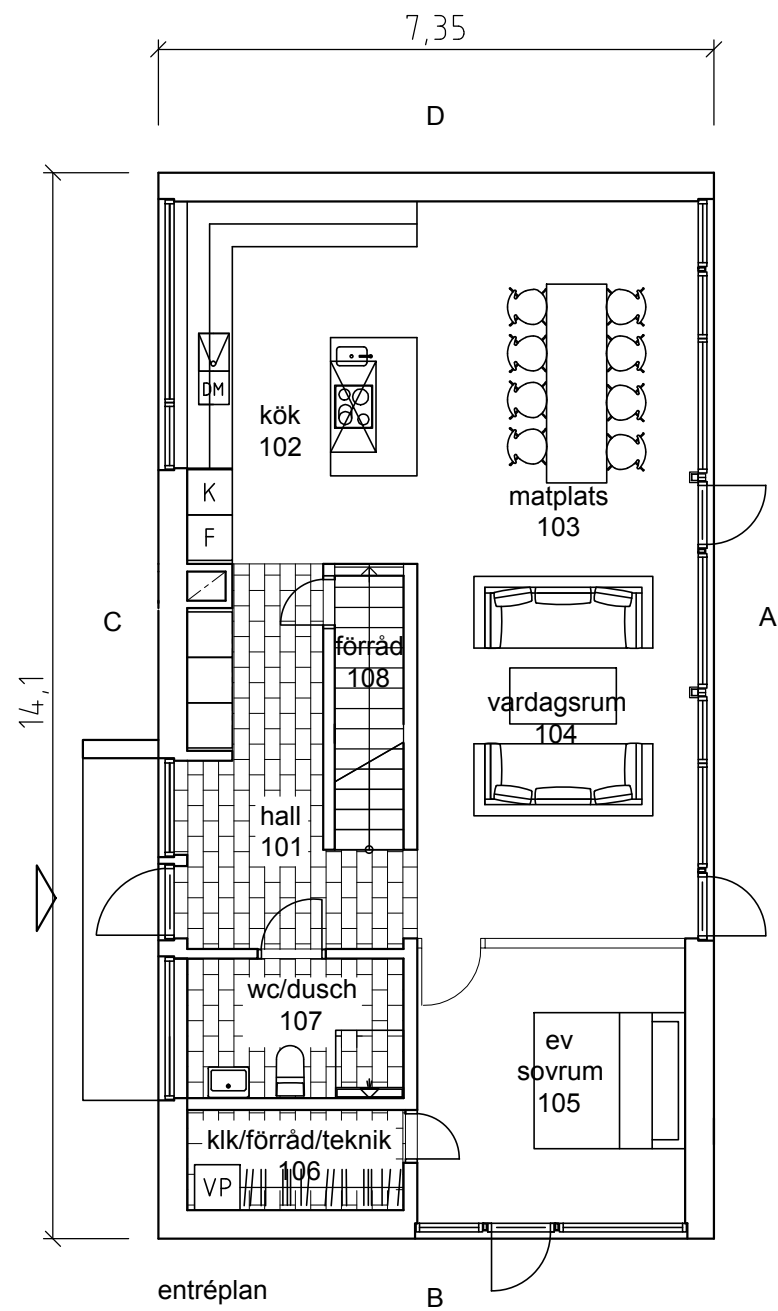 7,35
D
DM
kök
102
matplats
103
K
F
C
14,1
förråd
108
A
vardagsrum
104
hall
101
wc/dusch
107
ev
sovrum
105
klk/förråd/teknik
106
VP
entréplan
B